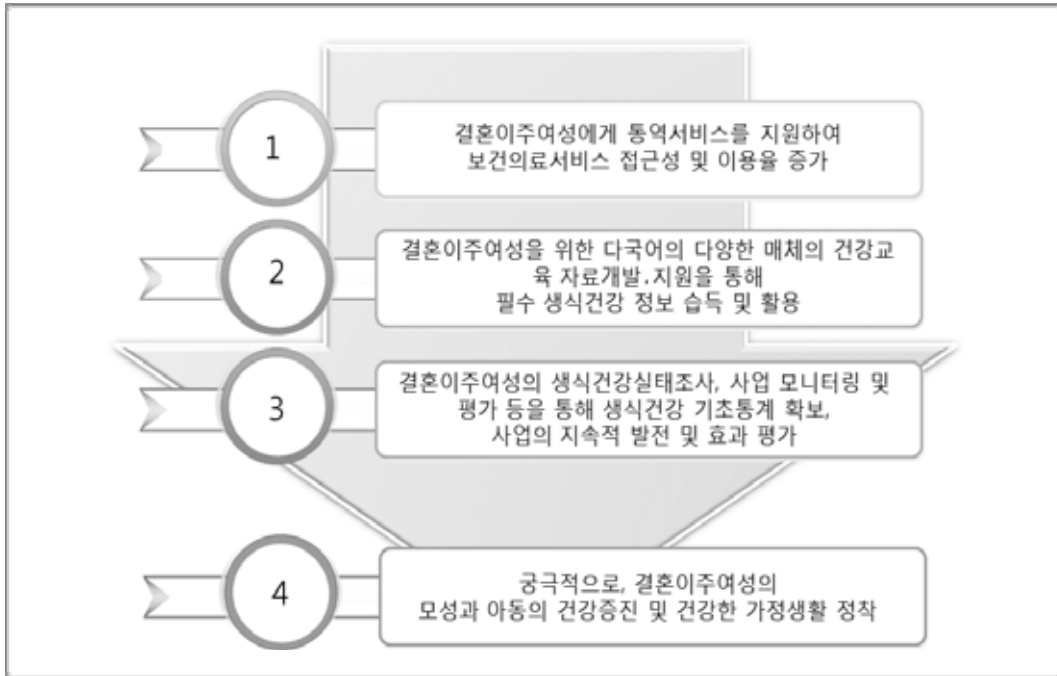 1
결혼이주여성에게 통역서비스를 지원하여
보건의료서비스 접근성 및 이용율 증가
2
결혼이주여성을 위한 다국어의 다양한 매체의 건강교
육 자료개발.지원을 통해
필수 생식건강 정보 습득 및 활용
3
결혼이주여성의 생식건강실태조사, 사업 모니터링 및
평가 등을 통해 생식건강 기초통계 확보,
사업의 지속적 발전 및 효과 평가
4
궁극적으로, 결혼이주여성의
모성과 아동의 건강증진 및 건강한 가정생활 정착